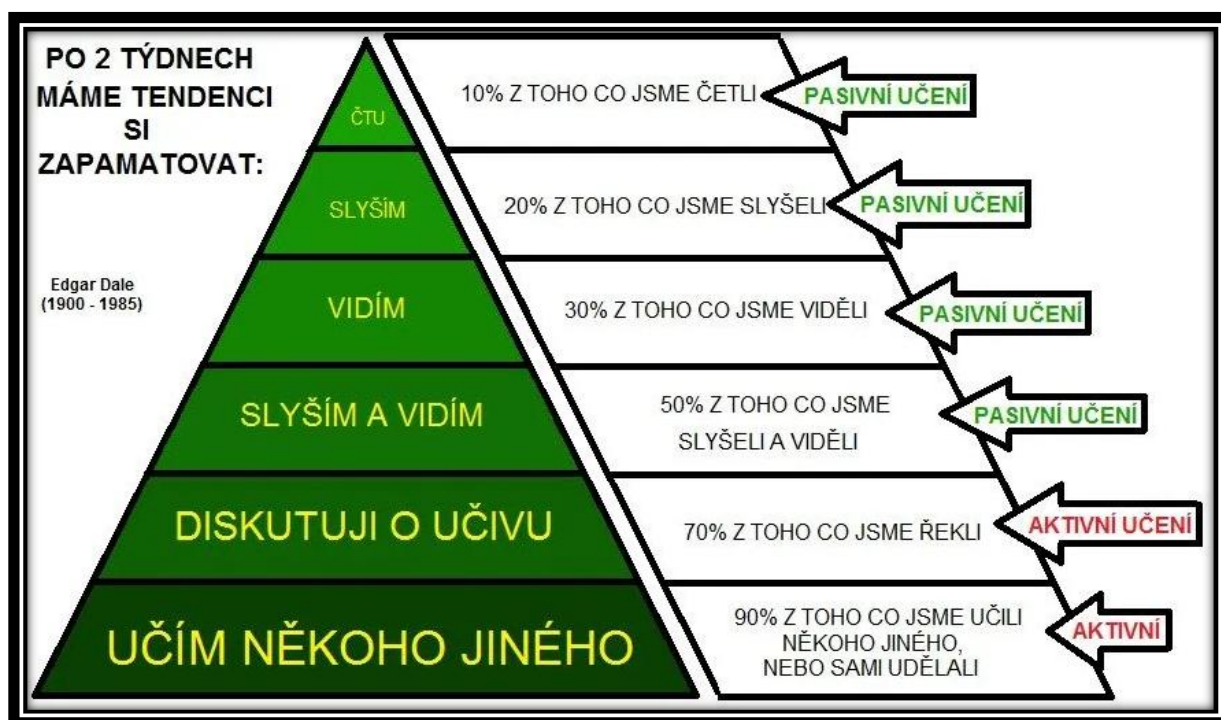 PO 2 TÝDNECH
MÁME TENDENCI
SI
ZAPAMATOVAT:
Edgar Dale
(1900 - 1985)
ČTU
10% Z TOHO CO JSME ČETLI
PASIVNÍ UČENÍ
SLYŠÍM
20% Z TOHO CO JSME SLYŠELI
PASIVNÍ UČENÍ
VIDÍM
30% Z TOHO CO JSME VIDĚLI
PASIVNÍ UČENÍ
SLYŠÍM A VIDÍM
50% Z TOHO CO JSME
SLYŠELI A VIDĚLI
PASIVNÍ UČENÍ
DISKUTUJI O UČIVU
70% Z TOHO CO JSME ŘEKLI
AKTIVNÍ UČENÍ
UČÍM NĚKOHO JINÉHO
90% Z TOHO CO JSME UČILI
NĚKOHO JINÉHO,
NEBO SAMI UDĚLALI
AKTIVNÍ